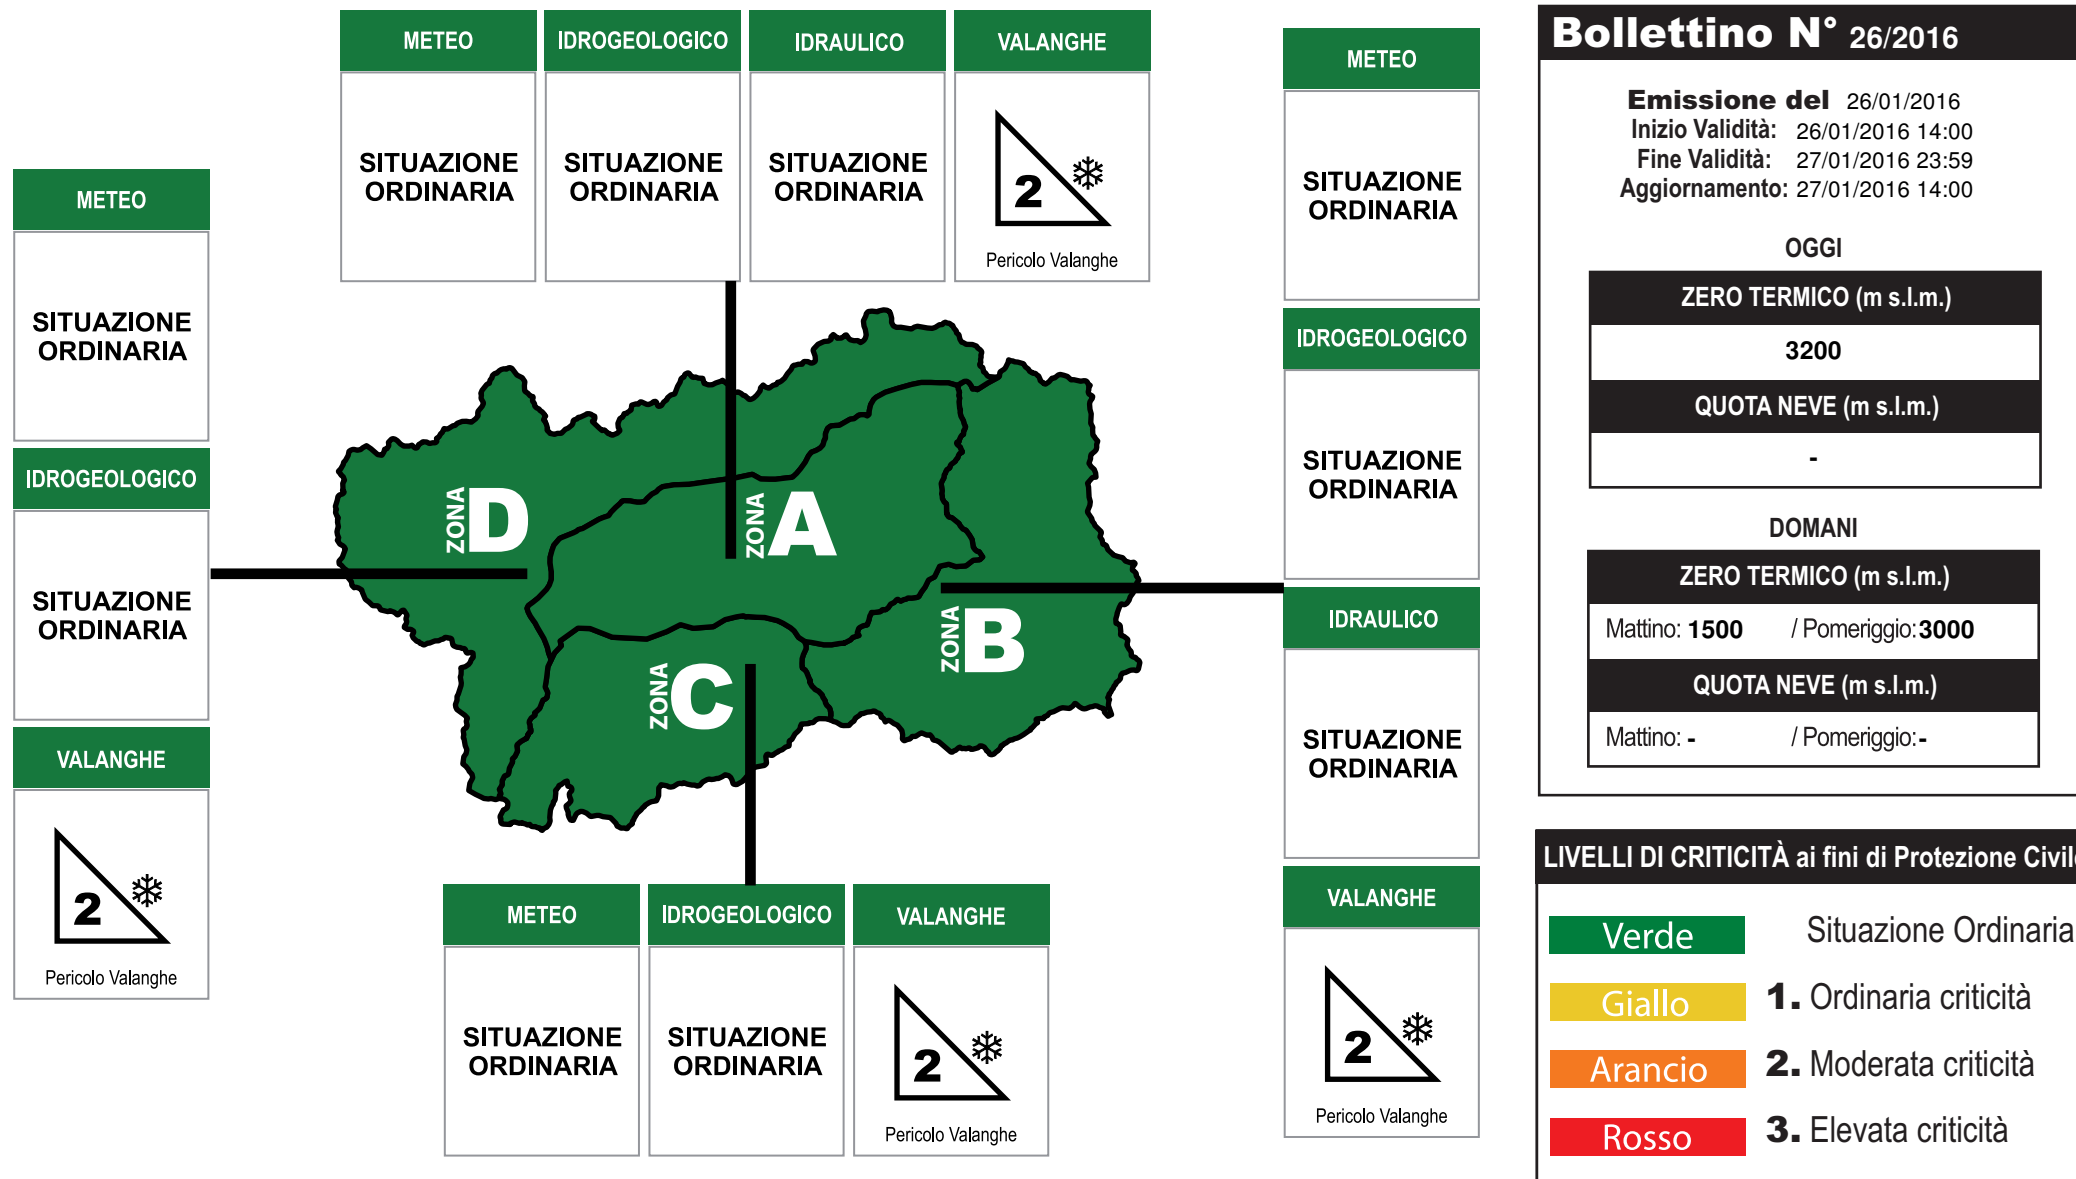 METEO
IDROGEOLOGICO
IDRAULICO
VALANGHE
SITUAZIONE
ORDINARIA
SITUAZIONE
ORDINARIA
SITUAZIONE
ORDINARIA
2
Pericolo Valanghe
METEO
SITUAZIONE
ORDINARIA
IDROGEOLOGICO
SITUAZIONE
ORDINARIA
VALANGHE
2
Pericolo Valanghe
ZONA D
ZONA A
ZONA B
ZONA C
METEO
IDROGEOLOGICO
VALANGHE
SITUAZIONE
ORDINARIA
SITUAZIONE
ORDINARIA
2
Pericolo Valanghe
METEO
SITUAZIONE
ORDINARIA
IDROGEOLOGICO
SITUAZIONE
ORDINARIA
IDRAULICO
SITUAZIONE
ORDINARIA
VALANGHE
2
Pericolo Valanghe
Bollettino N° 26/2016
Emissione del 26/01/2016
Inizio Validità: 26/01/2016 14:00
Fine Validità: 27/01/2016 23:59
Aggiornamento: 27/01/2016 14:00
OGGI
ZERO TERMICO (m s.l.m.)
3200
QUOTA NEVE (m s.l.m.)
-
DOMANI
ZERO TERMICO (m s.l.m.)
Mattino: 1500 / Pomeriggio: 3000
QUOTA NEVE (m s.l.m.)
Mattino: - / Pomeriggio: -
LIVELLI DI CRITICITÀ ai fini di Protezione Civile
Verde Situazione Ordinaria
Giallo 1. Ordinaria criticità
Arancio 2. Moderata criticità
Rosso 3. Elevata criticità